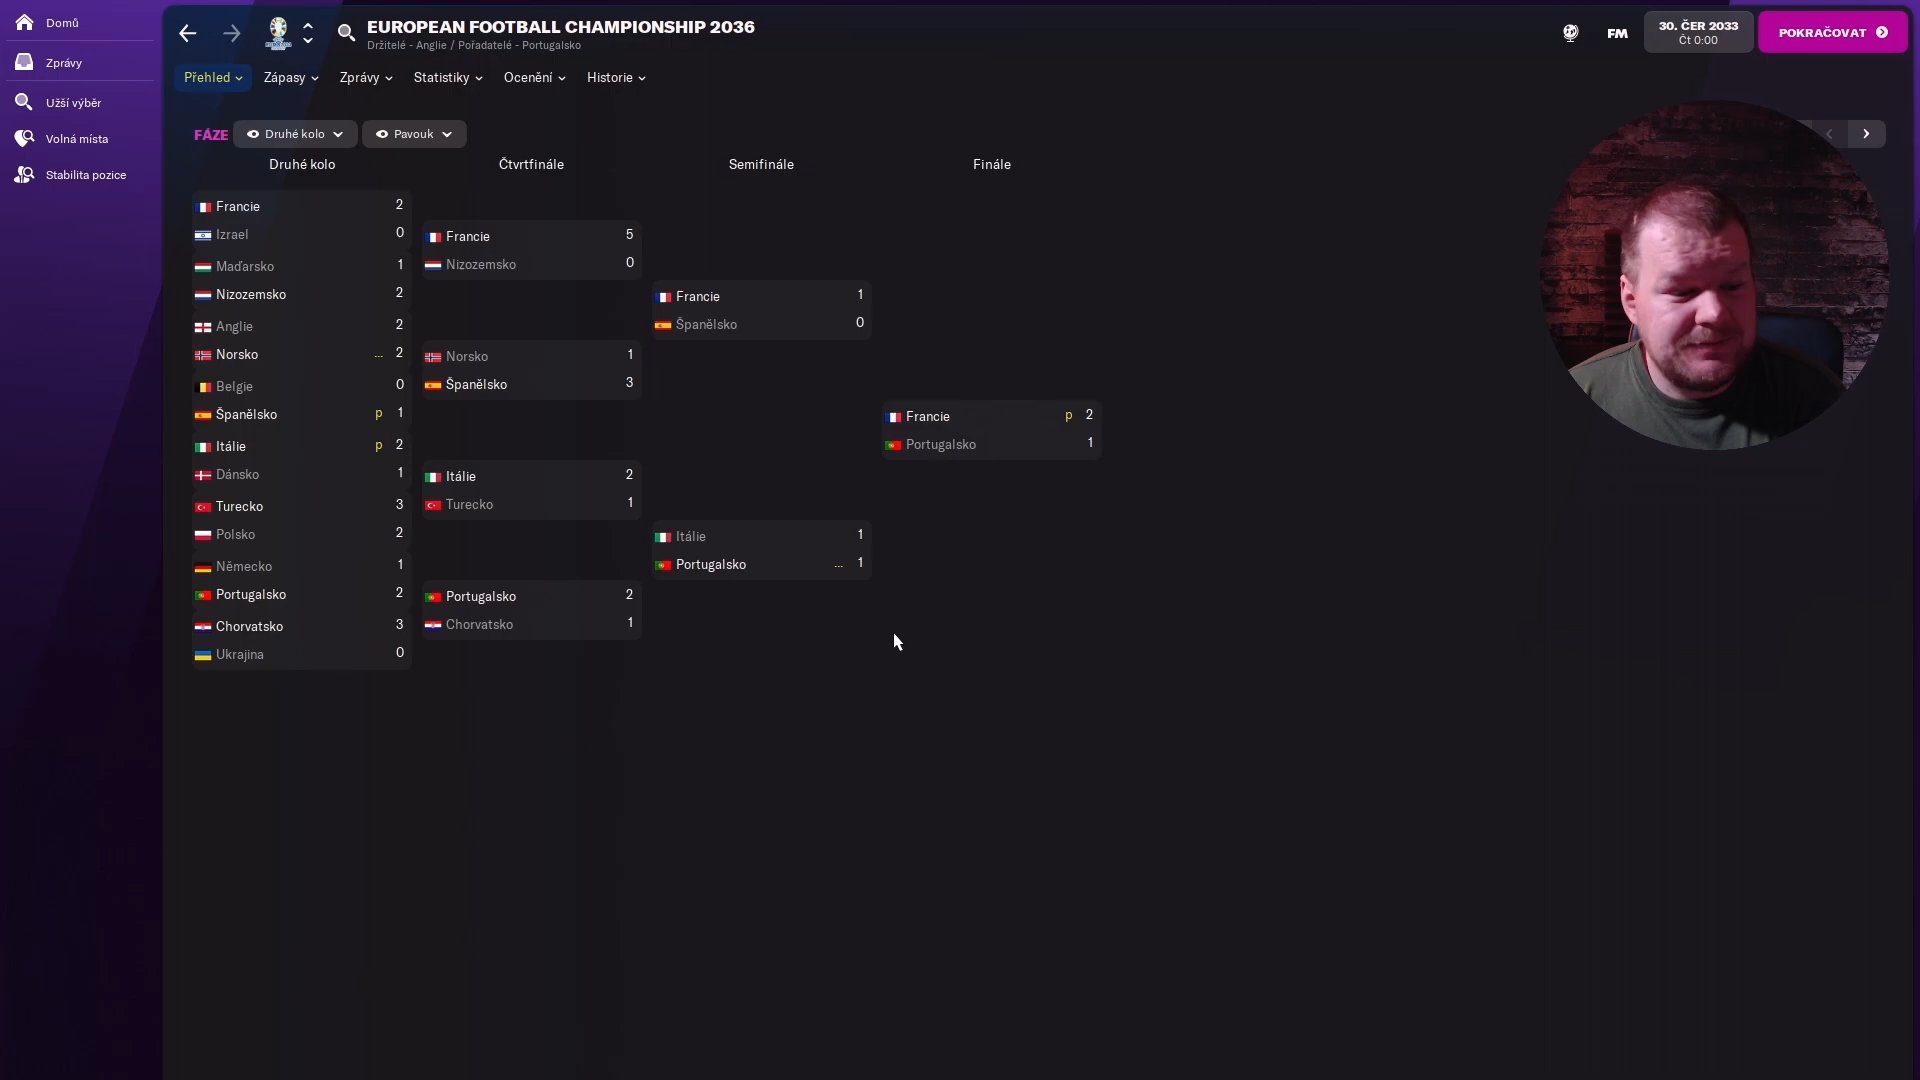 Domů
Zprávy
Užší výběr
Volná místa
Stabilita pozice
EUROPEAN FOOTBALL CHAMPIONSHIP 2036
Držitelé - Anglie / Pořadatelé - Portugalsko
FM
30. ČER 2033
Čt 0:00
POKRAČOVAT
Přehled
Zápasy
Zprávy
Statistiky
Ocenění
Historie
FÁZE
Druhé kolo
Pavouk
Druhé kolo
Čtvrtfinále
Semifinále
Finále
Francie 2
Izrael 0
Maďarsko 1
Nizozemsko 2
Anglie 2
Norsko ... 2
Belgie 0
Španělsko p 1
Itálie p 2
Dánsko 1
Turecko 3
Polsko 2
Německo 1
Portugalsko 2
Chorvatsko 3
Ukrajina 0
Francie 5
Nizozemsko 0
Norsko 1
Španělsko 3
Itálie 2
Turecko 1
Portugalsko 2
Chorvatsko 1
Francie 1
Španělsko 0
Itálie 1
Portugalsko ... 1
Francie p 2
Portugalsko 1